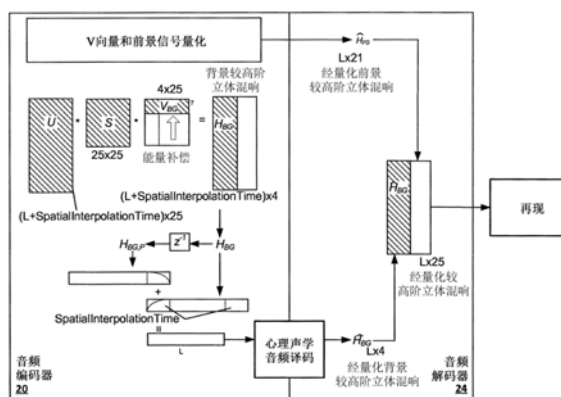 V向量和前景信号量化
Ĥ_FG
Lx21
经量化前景
较高阶立体混响
4x25
背景较高阶
立体混响
U
*
S
*
V_BG
T
=
H_BG
25x25
能量补偿
(L+SpatialInterpolationTime)x4
(L+SpatialInterpolationTime)x25
H_BG,P
z⁻¹
H_BG
+
SpatialInterpolationTime
=
L
心理声学
音频译码
Ĥ_BG
Lx4
经量化背景
较高阶立体混响
Ĥ_BG
Lx25
经量化较
高阶立体混响
再现
音频
编码器
20
音频
解码器
24